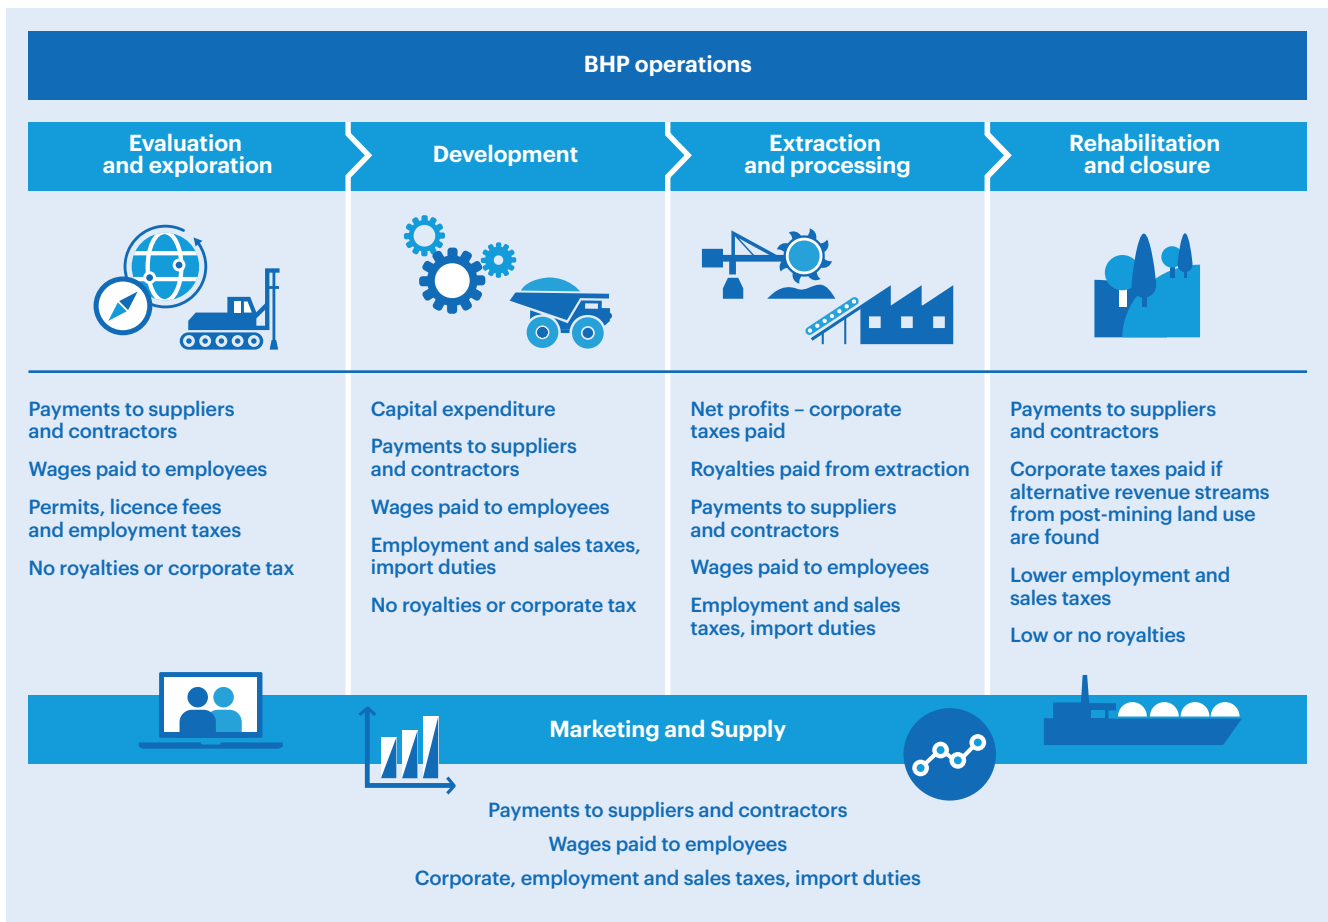 BHP operations
Evaluation
and exploration
Development
Extraction
and processing
Rehabilitation
and closure
Payments to suppliers
and contractors
Wages paid to employees
Permits, licence fees
and employment taxes
No royalties or corporate tax
Capital expenditure
Payments to suppliers
and contractors
Wages paid to employees
Employment and sales taxes,
import duties
No royalties or corporate tax
Net profits – corporate
taxes paid
Royalties paid from extraction
Payments to suppliers
and contractors
Wages paid to employees
Employment and sales
taxes, import duties
Payments to suppliers
and contractors
Corporate taxes paid if
alternative revenue streams
from post-mining land use
are found
Lower employment and
sales taxes
Low or no royalties
Marketing and Supply
Payments to suppliers and contractors
Wages paid to employees
Corporate, employment and sales taxes, import duties